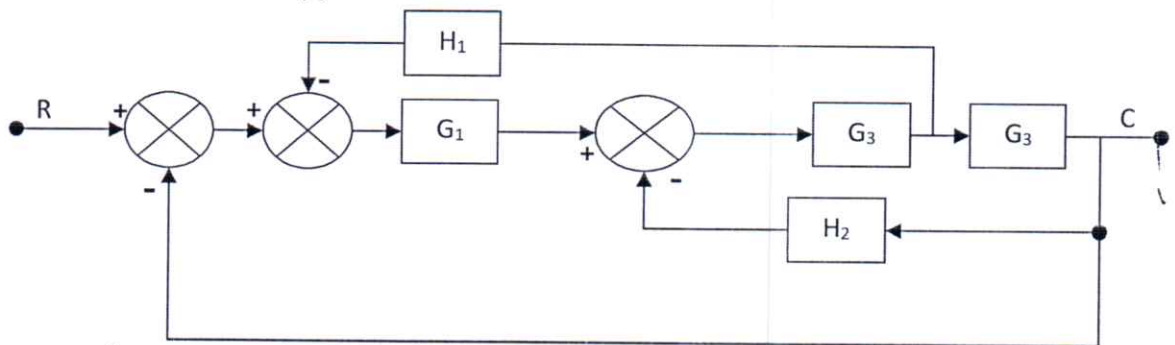 H₁
R
+
+
-
G₁
+
-
G₃
G₃
C
-
H₂